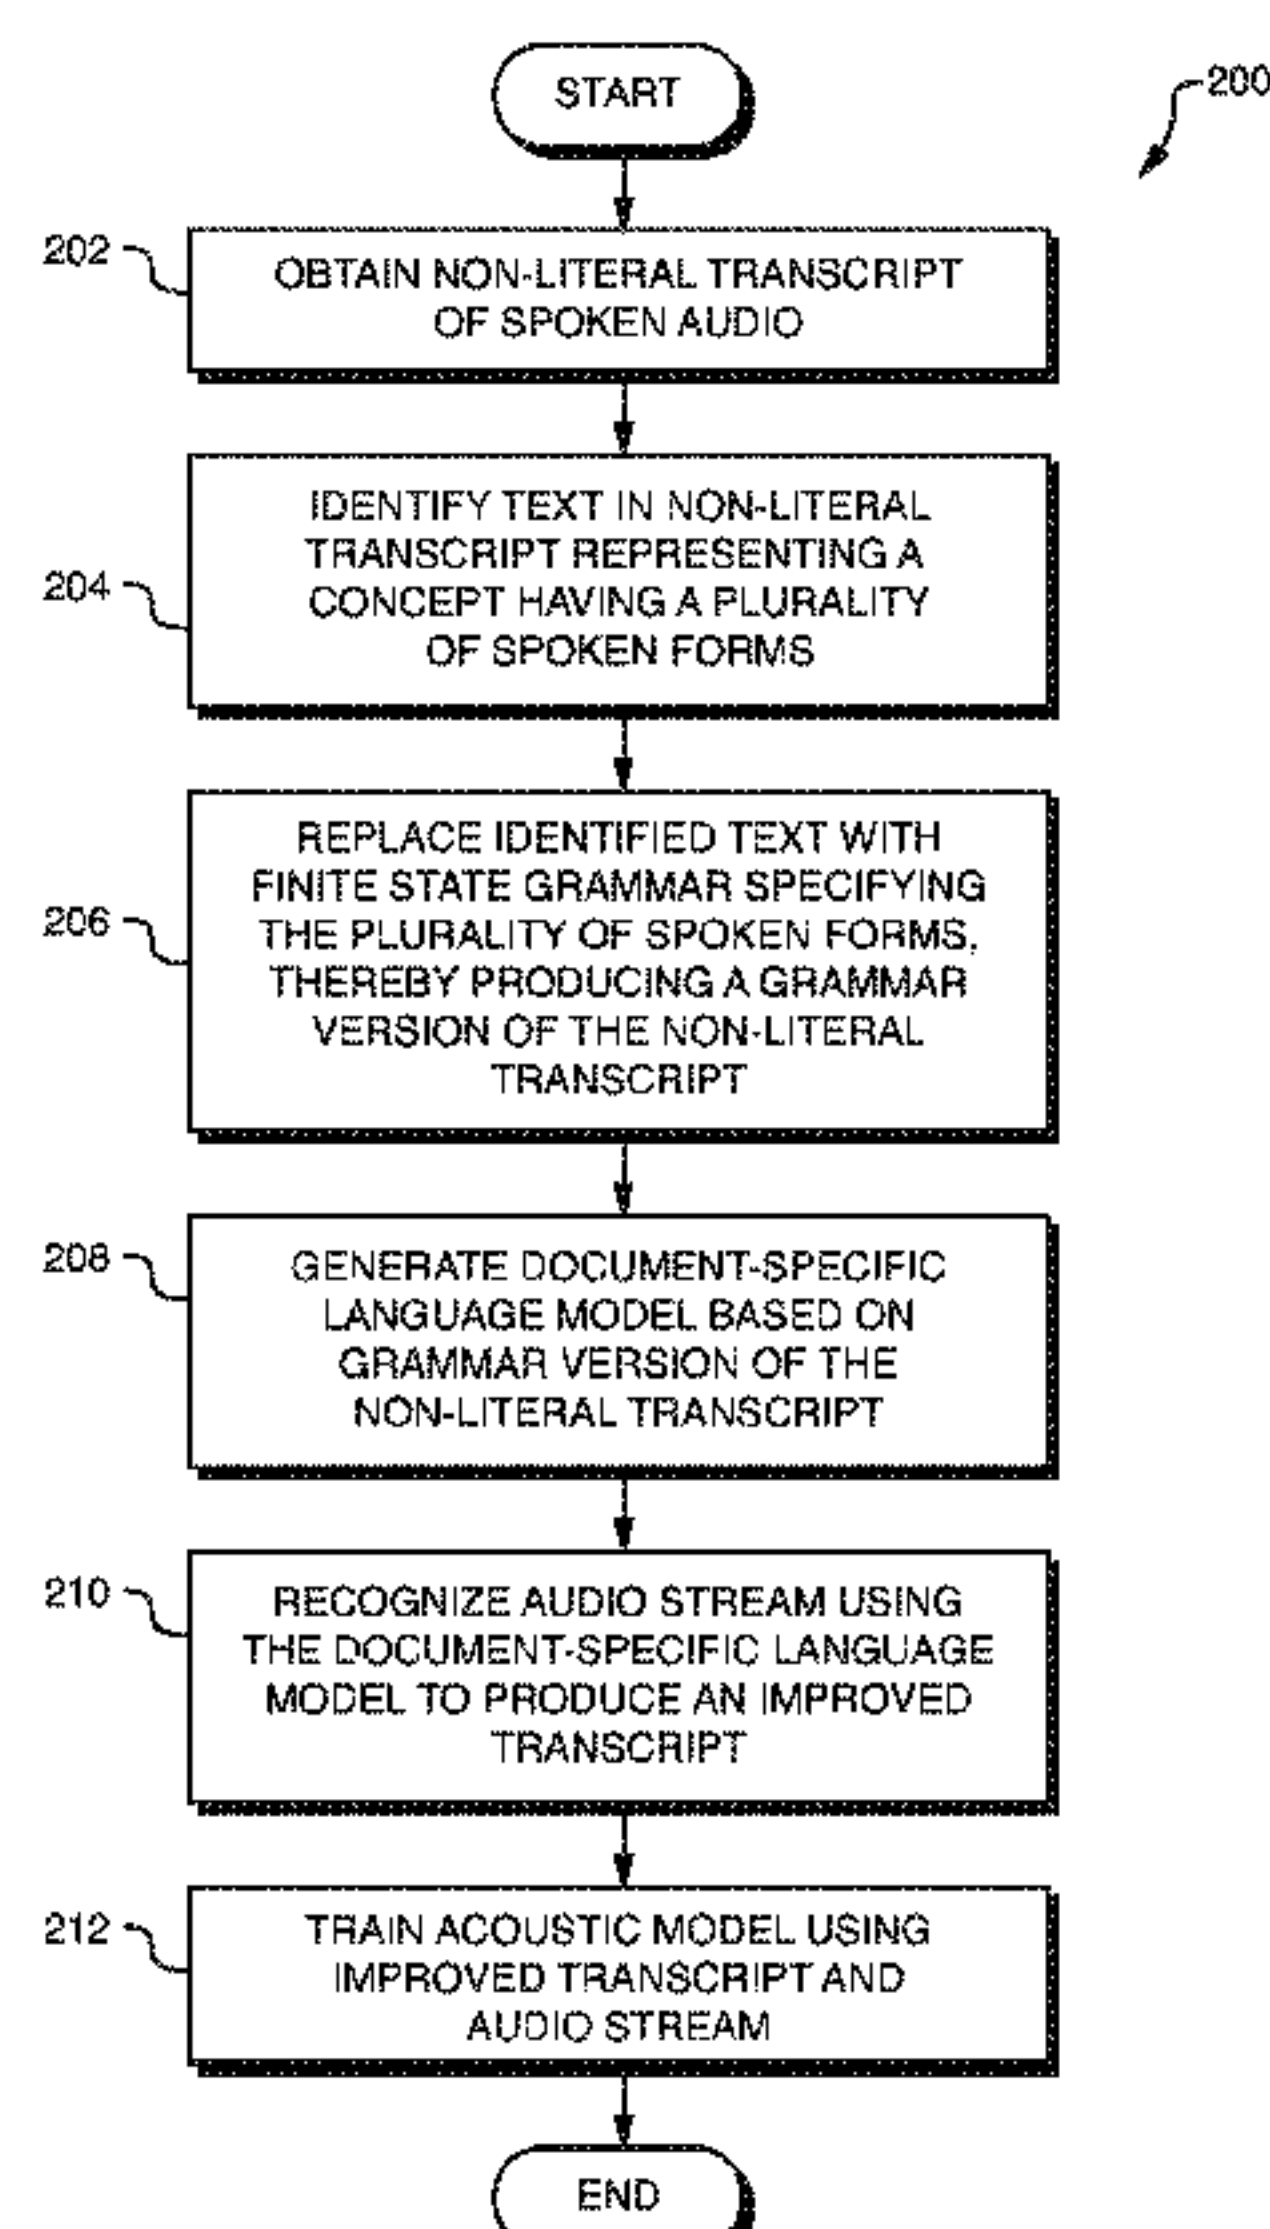 START
200
202
OBTAIN NON-LITERAL TRANSCRIPT
OF SPOKEN AUDIO
204
IDENTIFY TEXT IN NON-LITERAL
TRANSCRIPT REPRESENTING A
CONCEPT HAVING A PLURALITY
OF SPOKEN FORMS
206
REPLACE IDENTIFIED TEXT WITH
FINITE STATE GRAMMAR SPECIFYING
THE PLURALITY OF SPOKEN FORMS,
THEREBY PRODUCING A GRAMMAR
VERSION OF THE NON-LITERAL
TRANSCRIPT
208
GENERATE DOCUMENT-SPECIFIC
LANGUAGE MODEL BASED ON
GRAMMAR VERSION OF THE
NON-LITERAL TRANSCRIPT
210
RECOGNIZE AUDIO STREAM USING
THE DOCUMENT-SPECIFIC LANGUAGE
MODEL TO PRODUCE AN IMPROVED
TRANSCRIPT
212
TRAIN ACOUSTIC MODEL USING
IMPROVED TRANSCRIPT AND
AUDIO STREAM
END